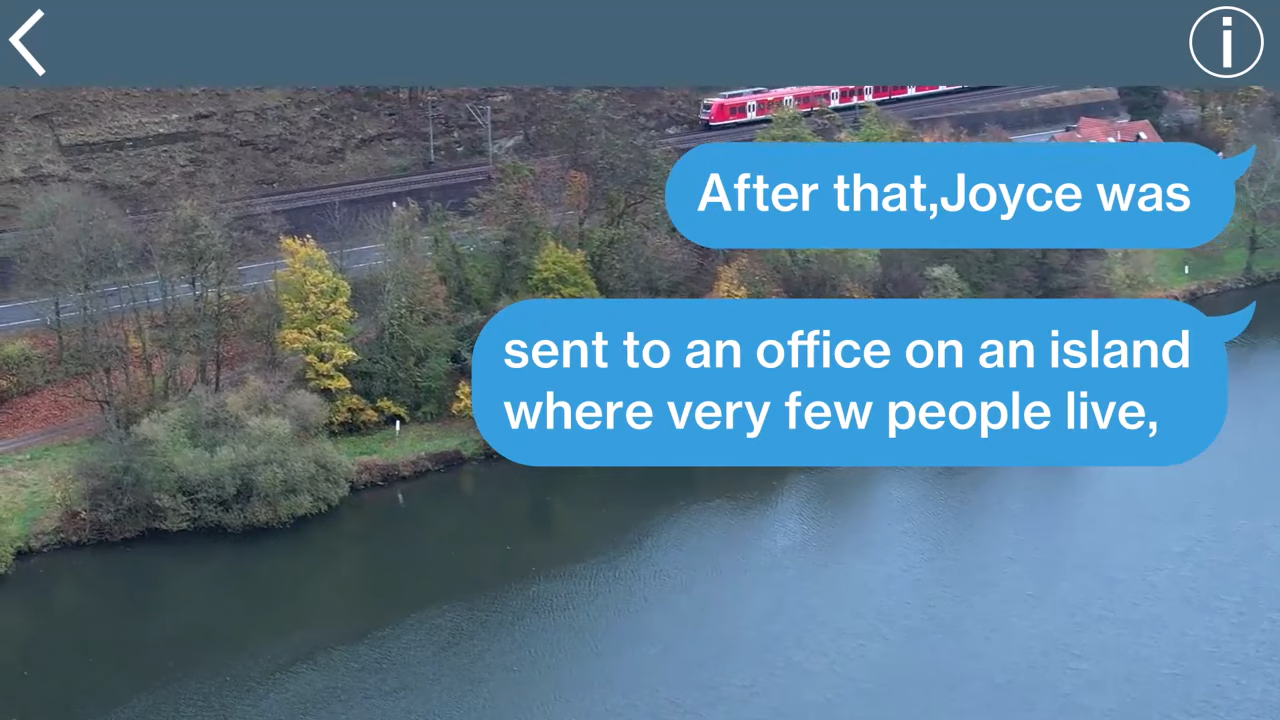 After that,Joyce was
sent to an office on an island
where very few people live,